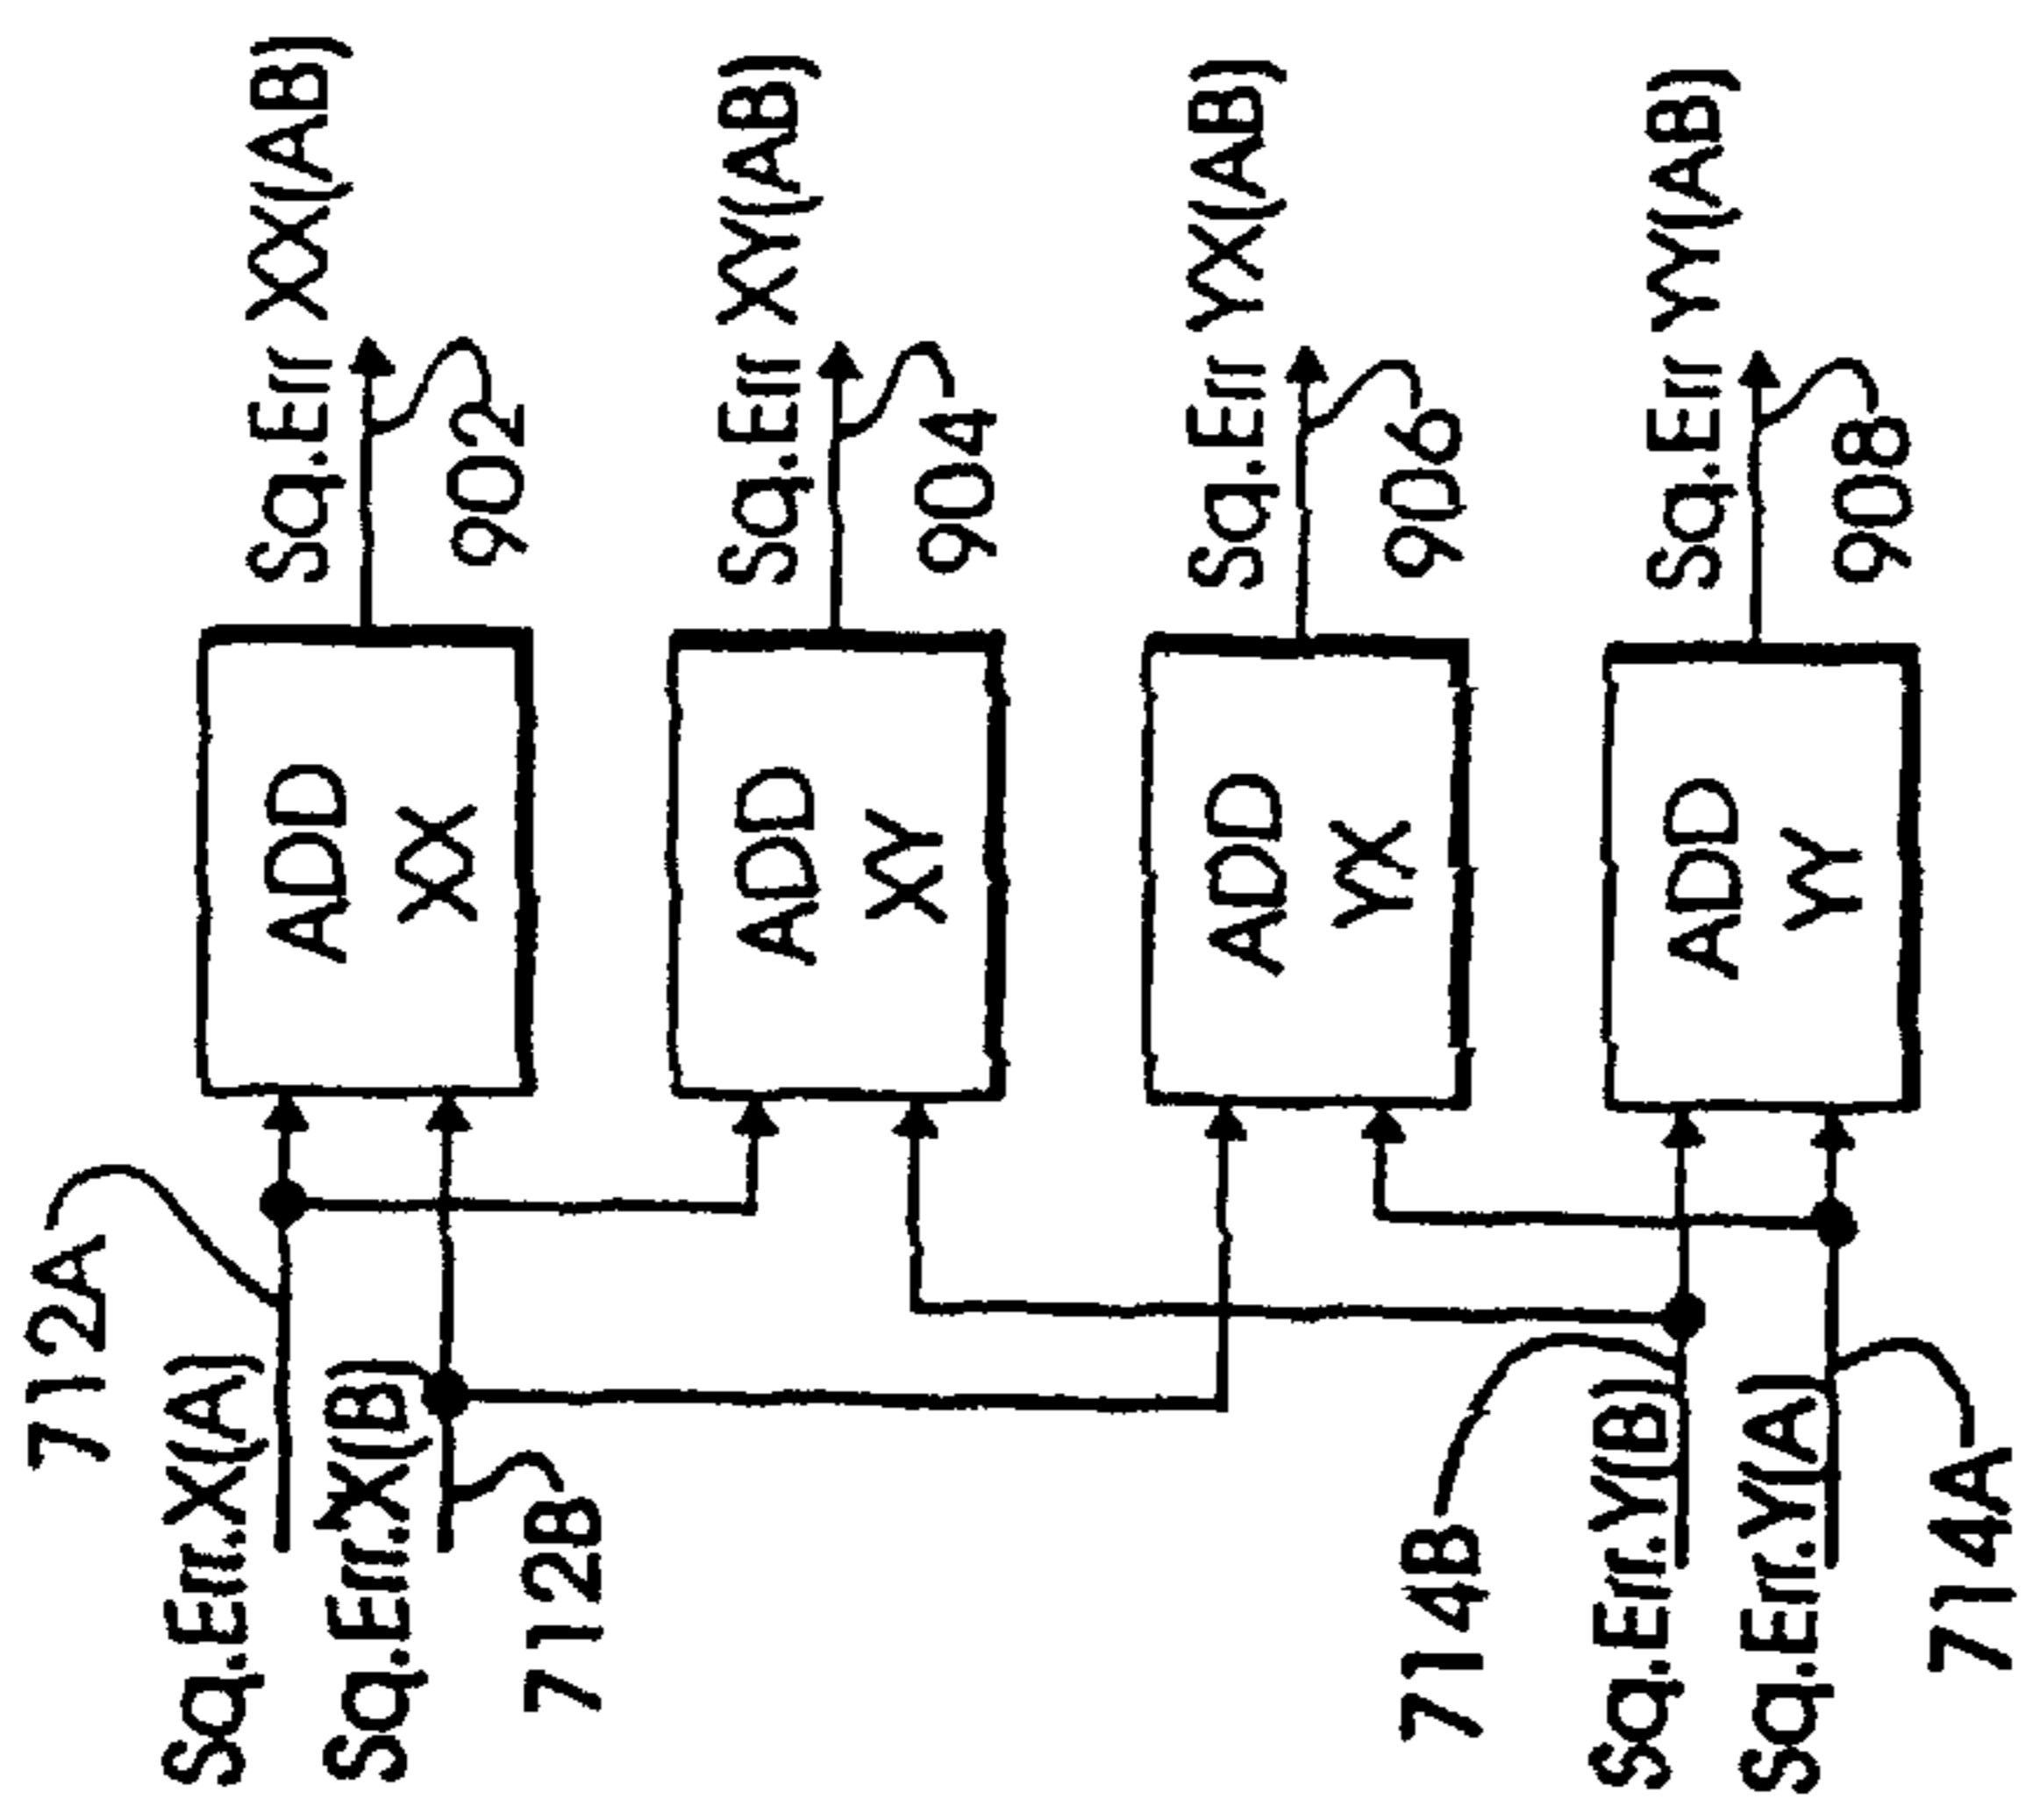 712A
Sq.Err.X(A)
Sq.Err.X(B)
712B
ADD
XX
Sq.Err XX(AB)
902
ADD
XY
Sq.Err XY(AB)
904
ADD
YX
Sq.Err YX(AB)
906
714B
Sq.Err.Y(B)
Sq.Err.Y(A)
714A
ADD
YY
Sq.Err YY(AB)
908